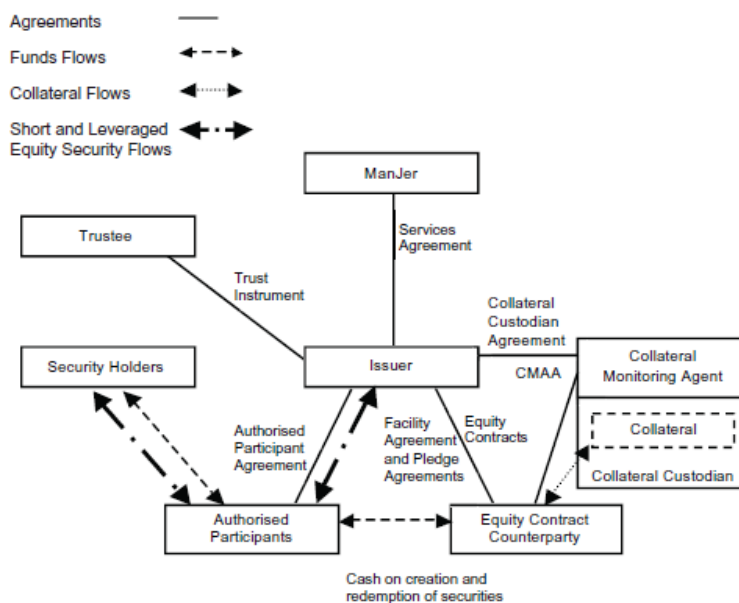 Agreements
Funds Flows
Collateral Flows
Short and Leveraged
Equity Security Flows
ManJer
Trustee
Services
Agreement
Trust
Instrument
Collateral
Custodian
Agreement
Security Holders
Issuer
CMAA
Collateral
Monitoring Agent
Authorised
Participant
Agreement
Facility
Agreement
and Pledge
Agreements
Equity
Contracts
Collateral
Collateral Custodian
Authorised
Participants
Equity Contract
Counterparty
Cash on creation and
redemption of securities